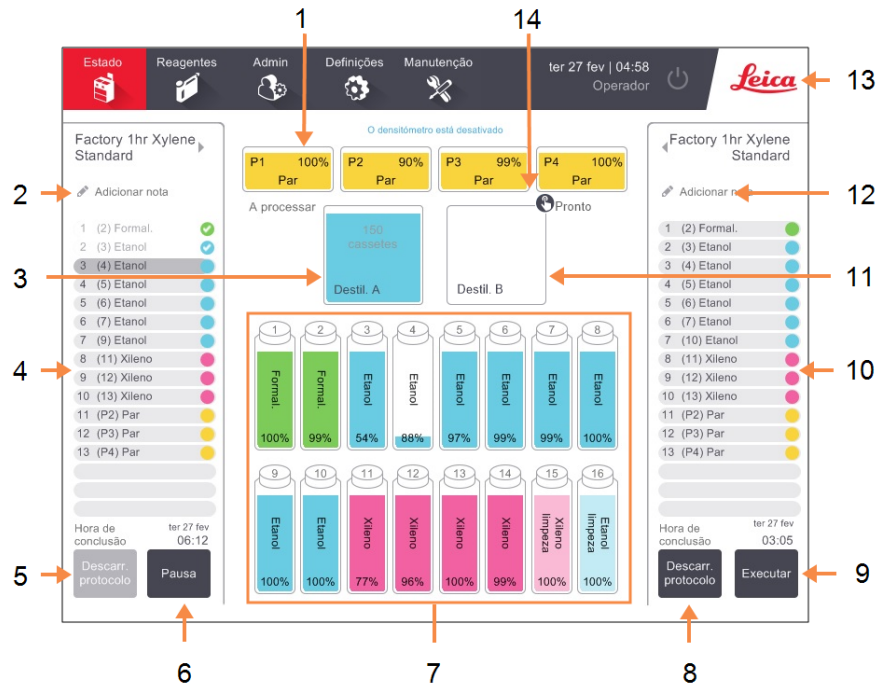 1
14
Estado
Reagentes
Admin
Definições
Manutenção
ter 27 fev | 04:58
Operador
Leica
13
O densitómetro está desativado
Factory 1hr Xylene
Standard
2
Adicionar nota
P1 100%
Par
P2 90%
Par
P3 99%
Par
P4 100%
Par
A processar
Pronto
150
cassetes
Destil. A
3
Destil. B
11
1 (2) Formal.
2 (3) Etanol
3 (4) Etanol
4 (5) Etanol
5 (6) Etanol
6 (7) Etanol
7 (9) Etanol
8 (11) Xileno
9 (12) Xileno
10 (13) Xileno
11 (P2) Par
12 (P3) Par
13 (P4) Par
4
Hora de
conclusão
ter 27 fev
06:12
Descarr.
protocolo
Pausa
5
6
1
Formal.
100%
2
Formal.
99%
3
Etanol
54%
4
Etanol
88%
5
Etanol
97%
6
Etanol
99%
7
Etanol
99%
8
Etanol
100%
9
Etanol
100%
10
Etanol
100%
11
Xileno
77%
12
Xileno
96%
13
Xileno
100%
14
Xileno
99%
15
Xileno
limpeza
100%
16
Etanol
limpeza
100%
7
Factory 1hr Xylene
Standard
Adicionar
12
1 (2) Formal.
2 (3) Etanol
3 (4) Etanol
4 (5) Etanol
5 (6) Etanol
6 (7) Etanol
7 (10) Etanol
8 (11) Xileno
9 (12) Xileno
10 (13) Xileno
11 (P2) Par
12 (P3) Par
13 (P4) Par
10
Hora de
conclusão
ter 27 fev
03:05
Descarr.
protocolo
Executar
9
8